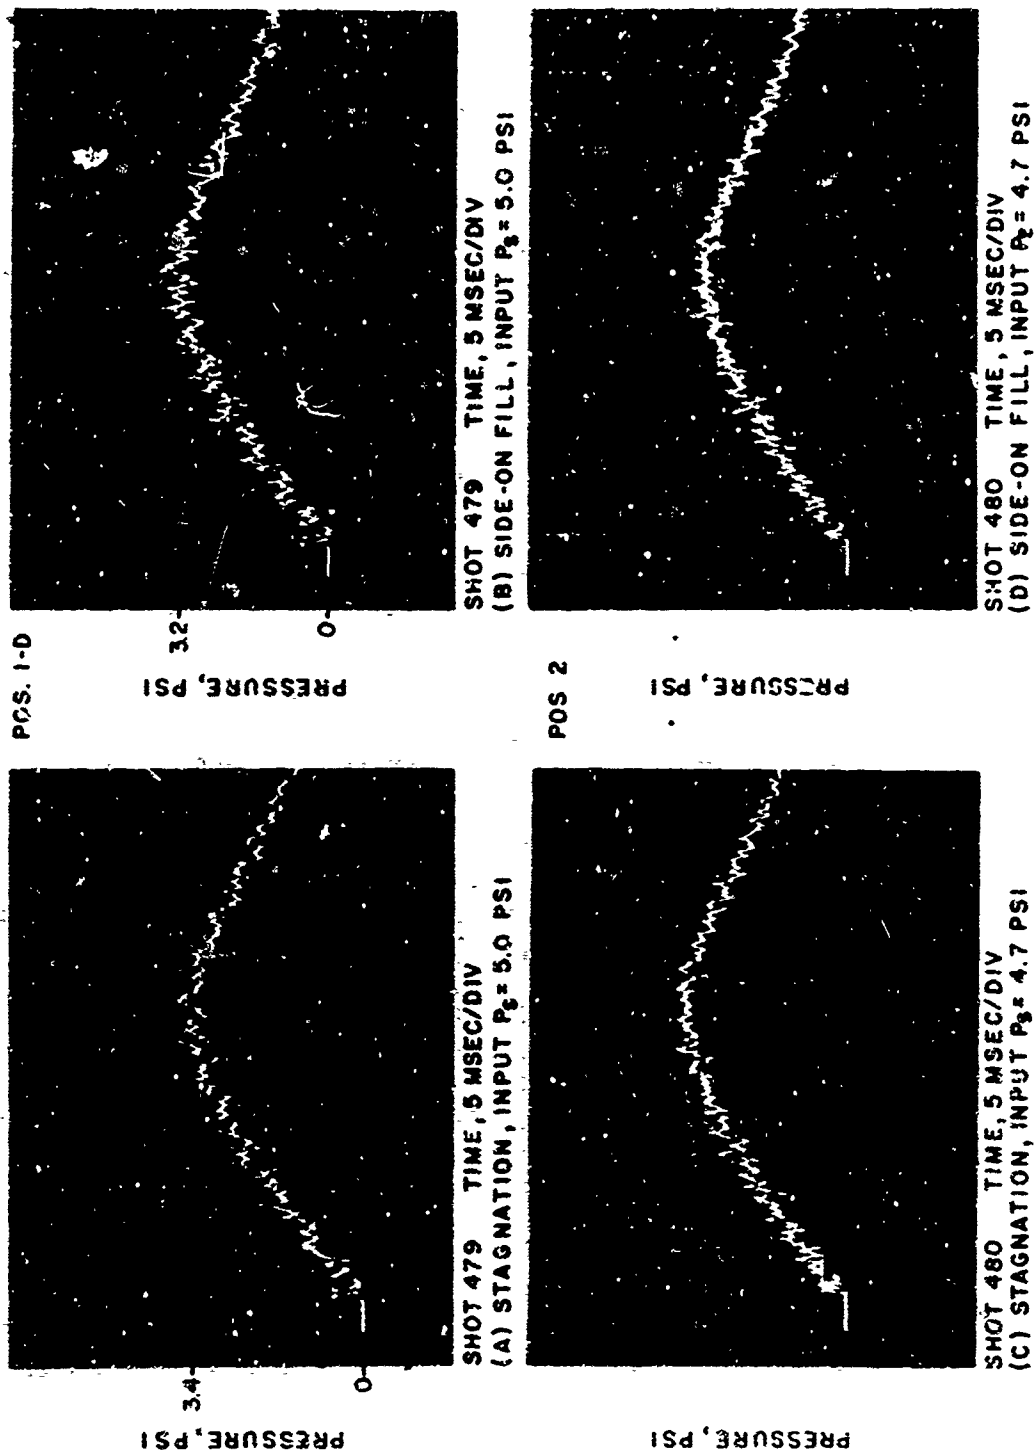 PRESSURE, PSI
3.4
0
SHOT 479 TIME, 5 MSEC/DIV
(A) STAGNATION, INPUT PS = 5.0 PSI
POS. 1-D
PRESSURE, PSI
3.2
0
SHOT 479 TIME, 5 MSEC/DIV
(B) SIDE-ON FILL, INPUT PS = 5.0 PSI
PRESSURE, PSI
SHOT 480 TIME, 5 MSEC/DIV
(C) STAGNATION, INPUT PS = 4.7 PSI
POS 2
PRESSURE, PSI
SHOT 480 TIME, 5 MSEC/DIV
(D) SIDE-ON FILL, INPUT PS = 4.7 PSI